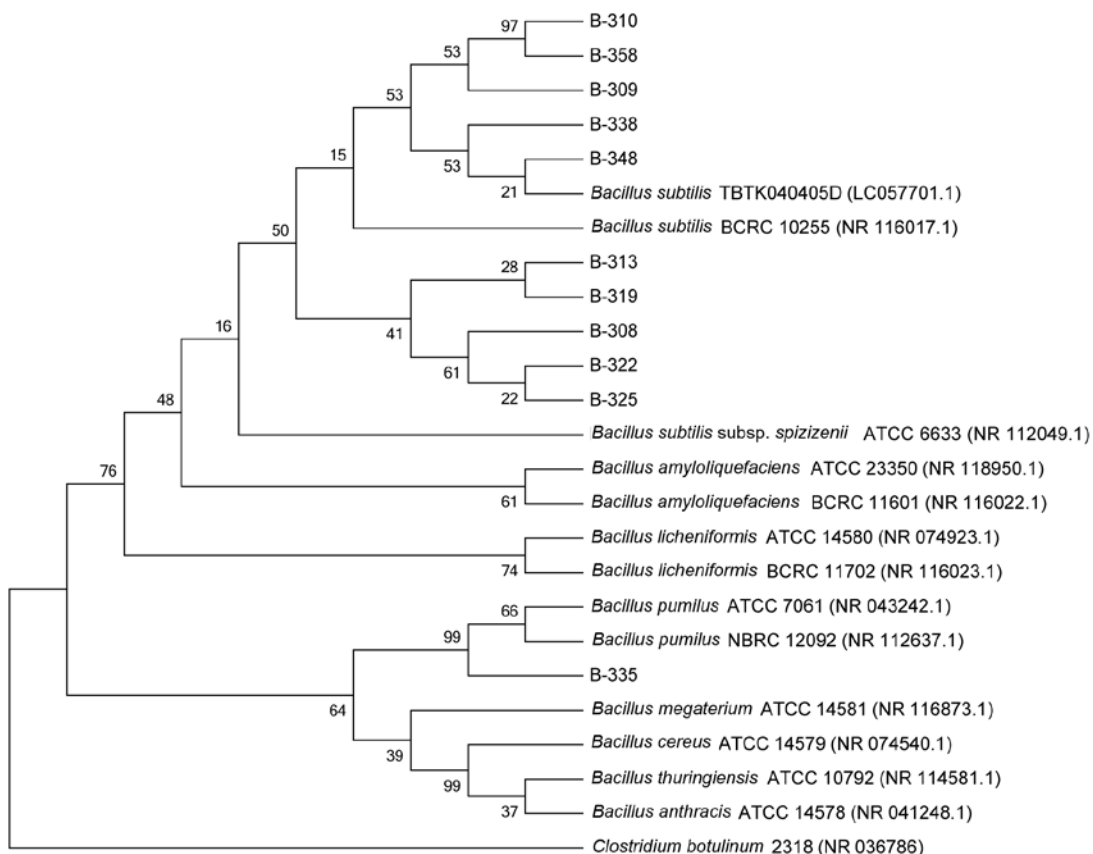 B-310
97
B-358
53
B-309
53
B-338
15
B-348
53
21
Bacillus subtilis TBTK040405D (LC057701.1)
Bacillus subtilis BCRC 10255 (NR 116017.1)
50
B-313
28
B-319
16
41
B-308
61
B-322
22
B-325
48
Bacillus subtilis subsp. spizizenii ATCC 6633 (NR 112049.1)
76
Bacillus amyloliquefaciens ATCC 23350 (NR 118950.1)
61
Bacillus amyloliquefaciens BCRC 11601 (NR 116022.1)
Bacillus licheniformis ATCC 14580 (NR 074923.1)
74
Bacillus licheniformis BCRC 11702 (NR 116023.1)
Bacillus pumilus ATCC 7061 (NR 043242.1)
66
99
Bacillus pumilus NBRC 12092 (NR 112637.1)
B-335
64
Bacillus megaterium ATCC 14581 (NR 116873.1)
39
Bacillus cereus ATCC 14579 (NR 074540.1)
99
Bacillus thuringiensis ATCC 10792 (NR 114581.1)
37
Bacillus anthracis ATCC 14578 (NR 041248.1)
Clostridium botulinum 2318 (NR 036786)